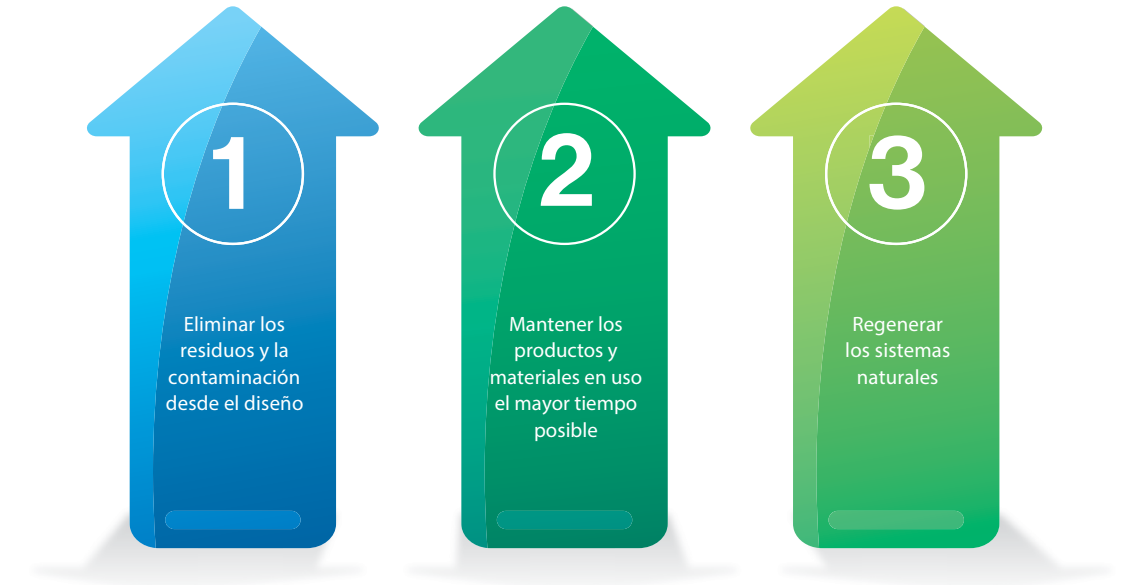 1
Eliminar los
residuos y la
contaminación
desde el diseño
2
Mantener los
productos y
materiales en uso
el mayor tiempo
posible
3
Regenerar
los sistemas
naturales